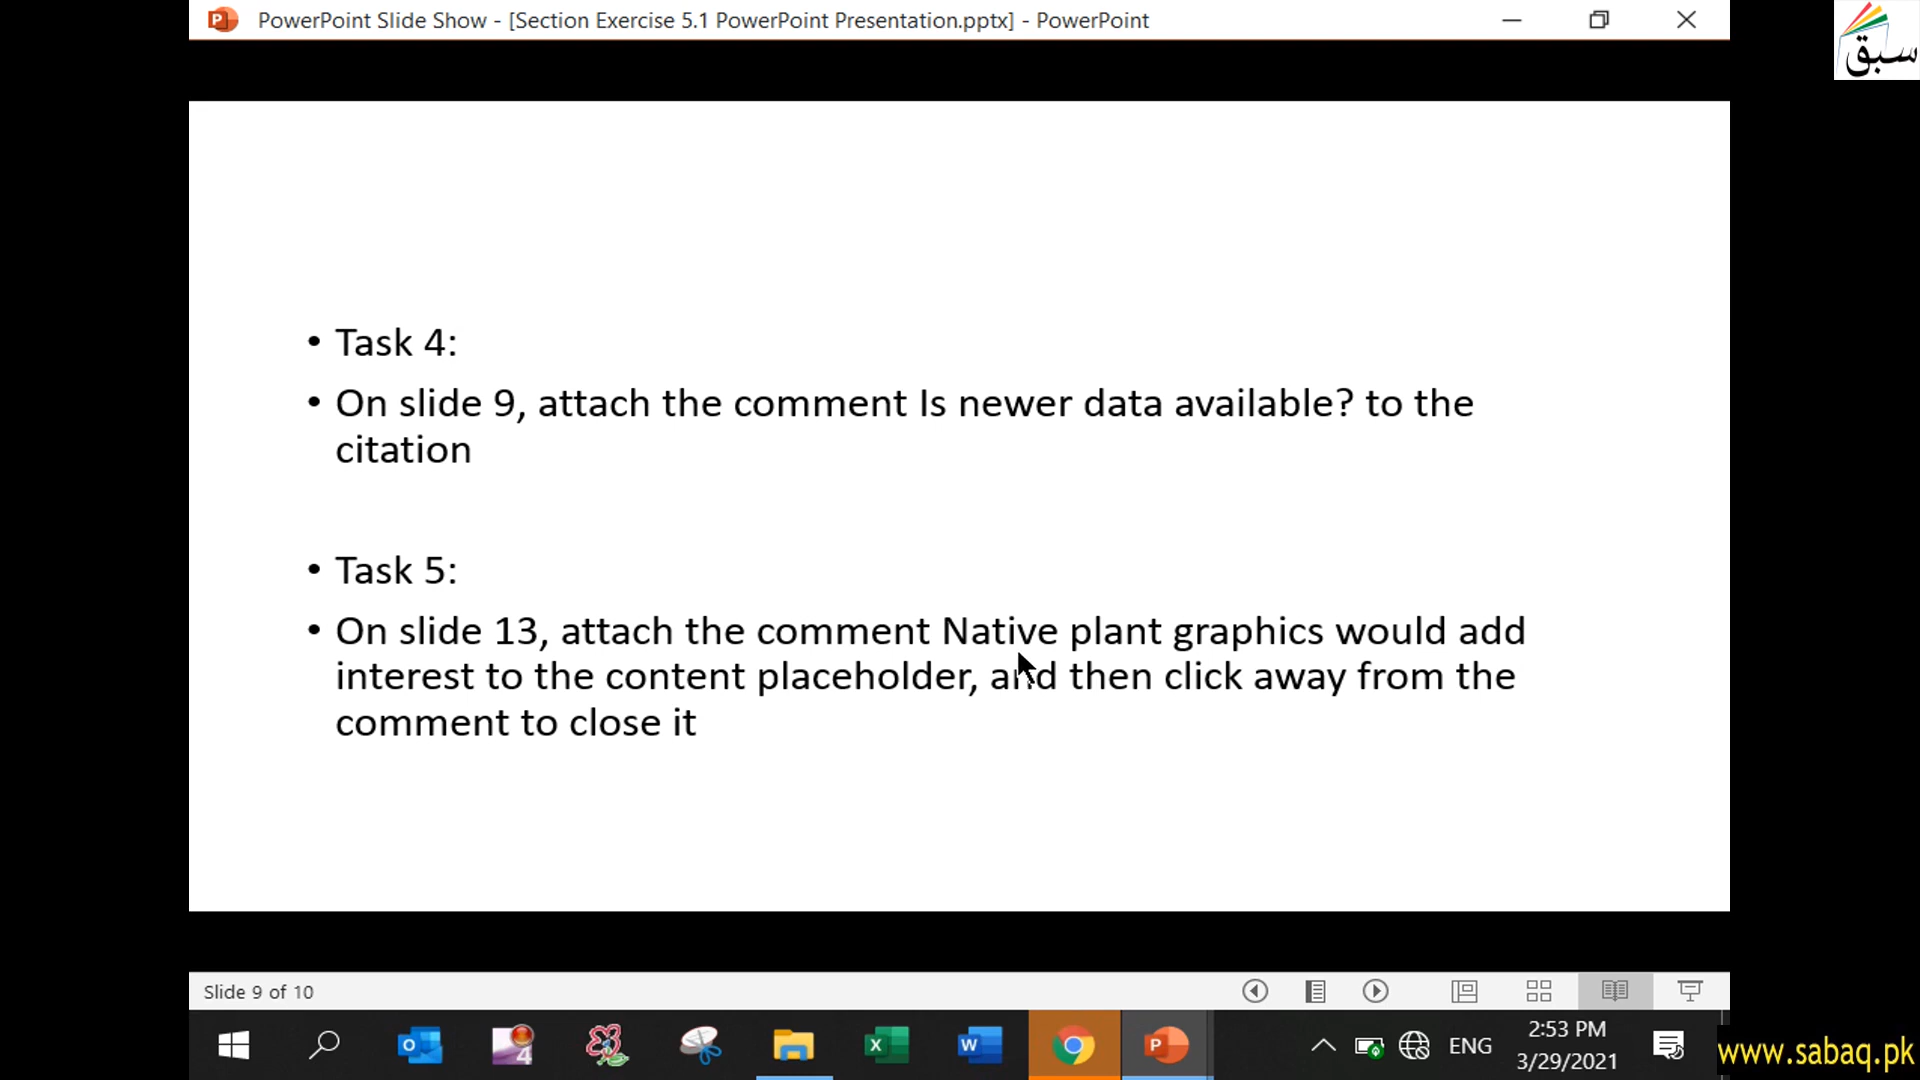 PowerPoint Slide Show - [Section Exercise 5.1 PowerPoint Presentation.pptx] - PowerPoint
سبق
• Task 4:
• On slide 9, attach the comment Is newer data available? to the
citation
• Task 5:
• On slide 13, attach the comment Native plant graphics would add
interest to the content placeholder, and then click away from the
comment to close it
Slide 9 of 10
ENG
2:53 PM
3/29/2021
www.sabaq.pk